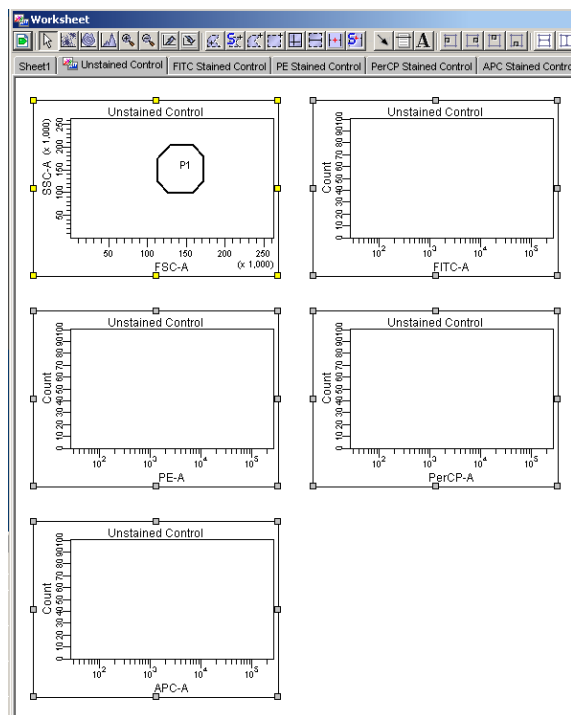 Worksheet
Sheet1 Unstained Control FITC Stained Control PE Stained Control PerCP Stained Control APC Stained Contro
Unstained Control
SSC-A (x 1,000)
250
200
150
100
50
P1
50 100 150 200 250
FSC-A (x 1,000)
Unstained Control
Count
100
90
80
70
60
50
40
30
20
10
0
10² 10³ 10⁴ 10⁵
FITC-A
Unstained Control
Count
100
90
80
70
60
50
40
30
20
10
0
10² 10³ 10⁴ 10⁵
PE-A
Unstained Control
Count
100
90
80
70
60
50
40
30
20
10
0
10² 10³ 10⁴ 10⁵
PerCP-A
Unstained Control
Count
100
90
80
70
60
50
40
30
20
10
0
10² 10³ 10⁴ 10⁵
APC-A